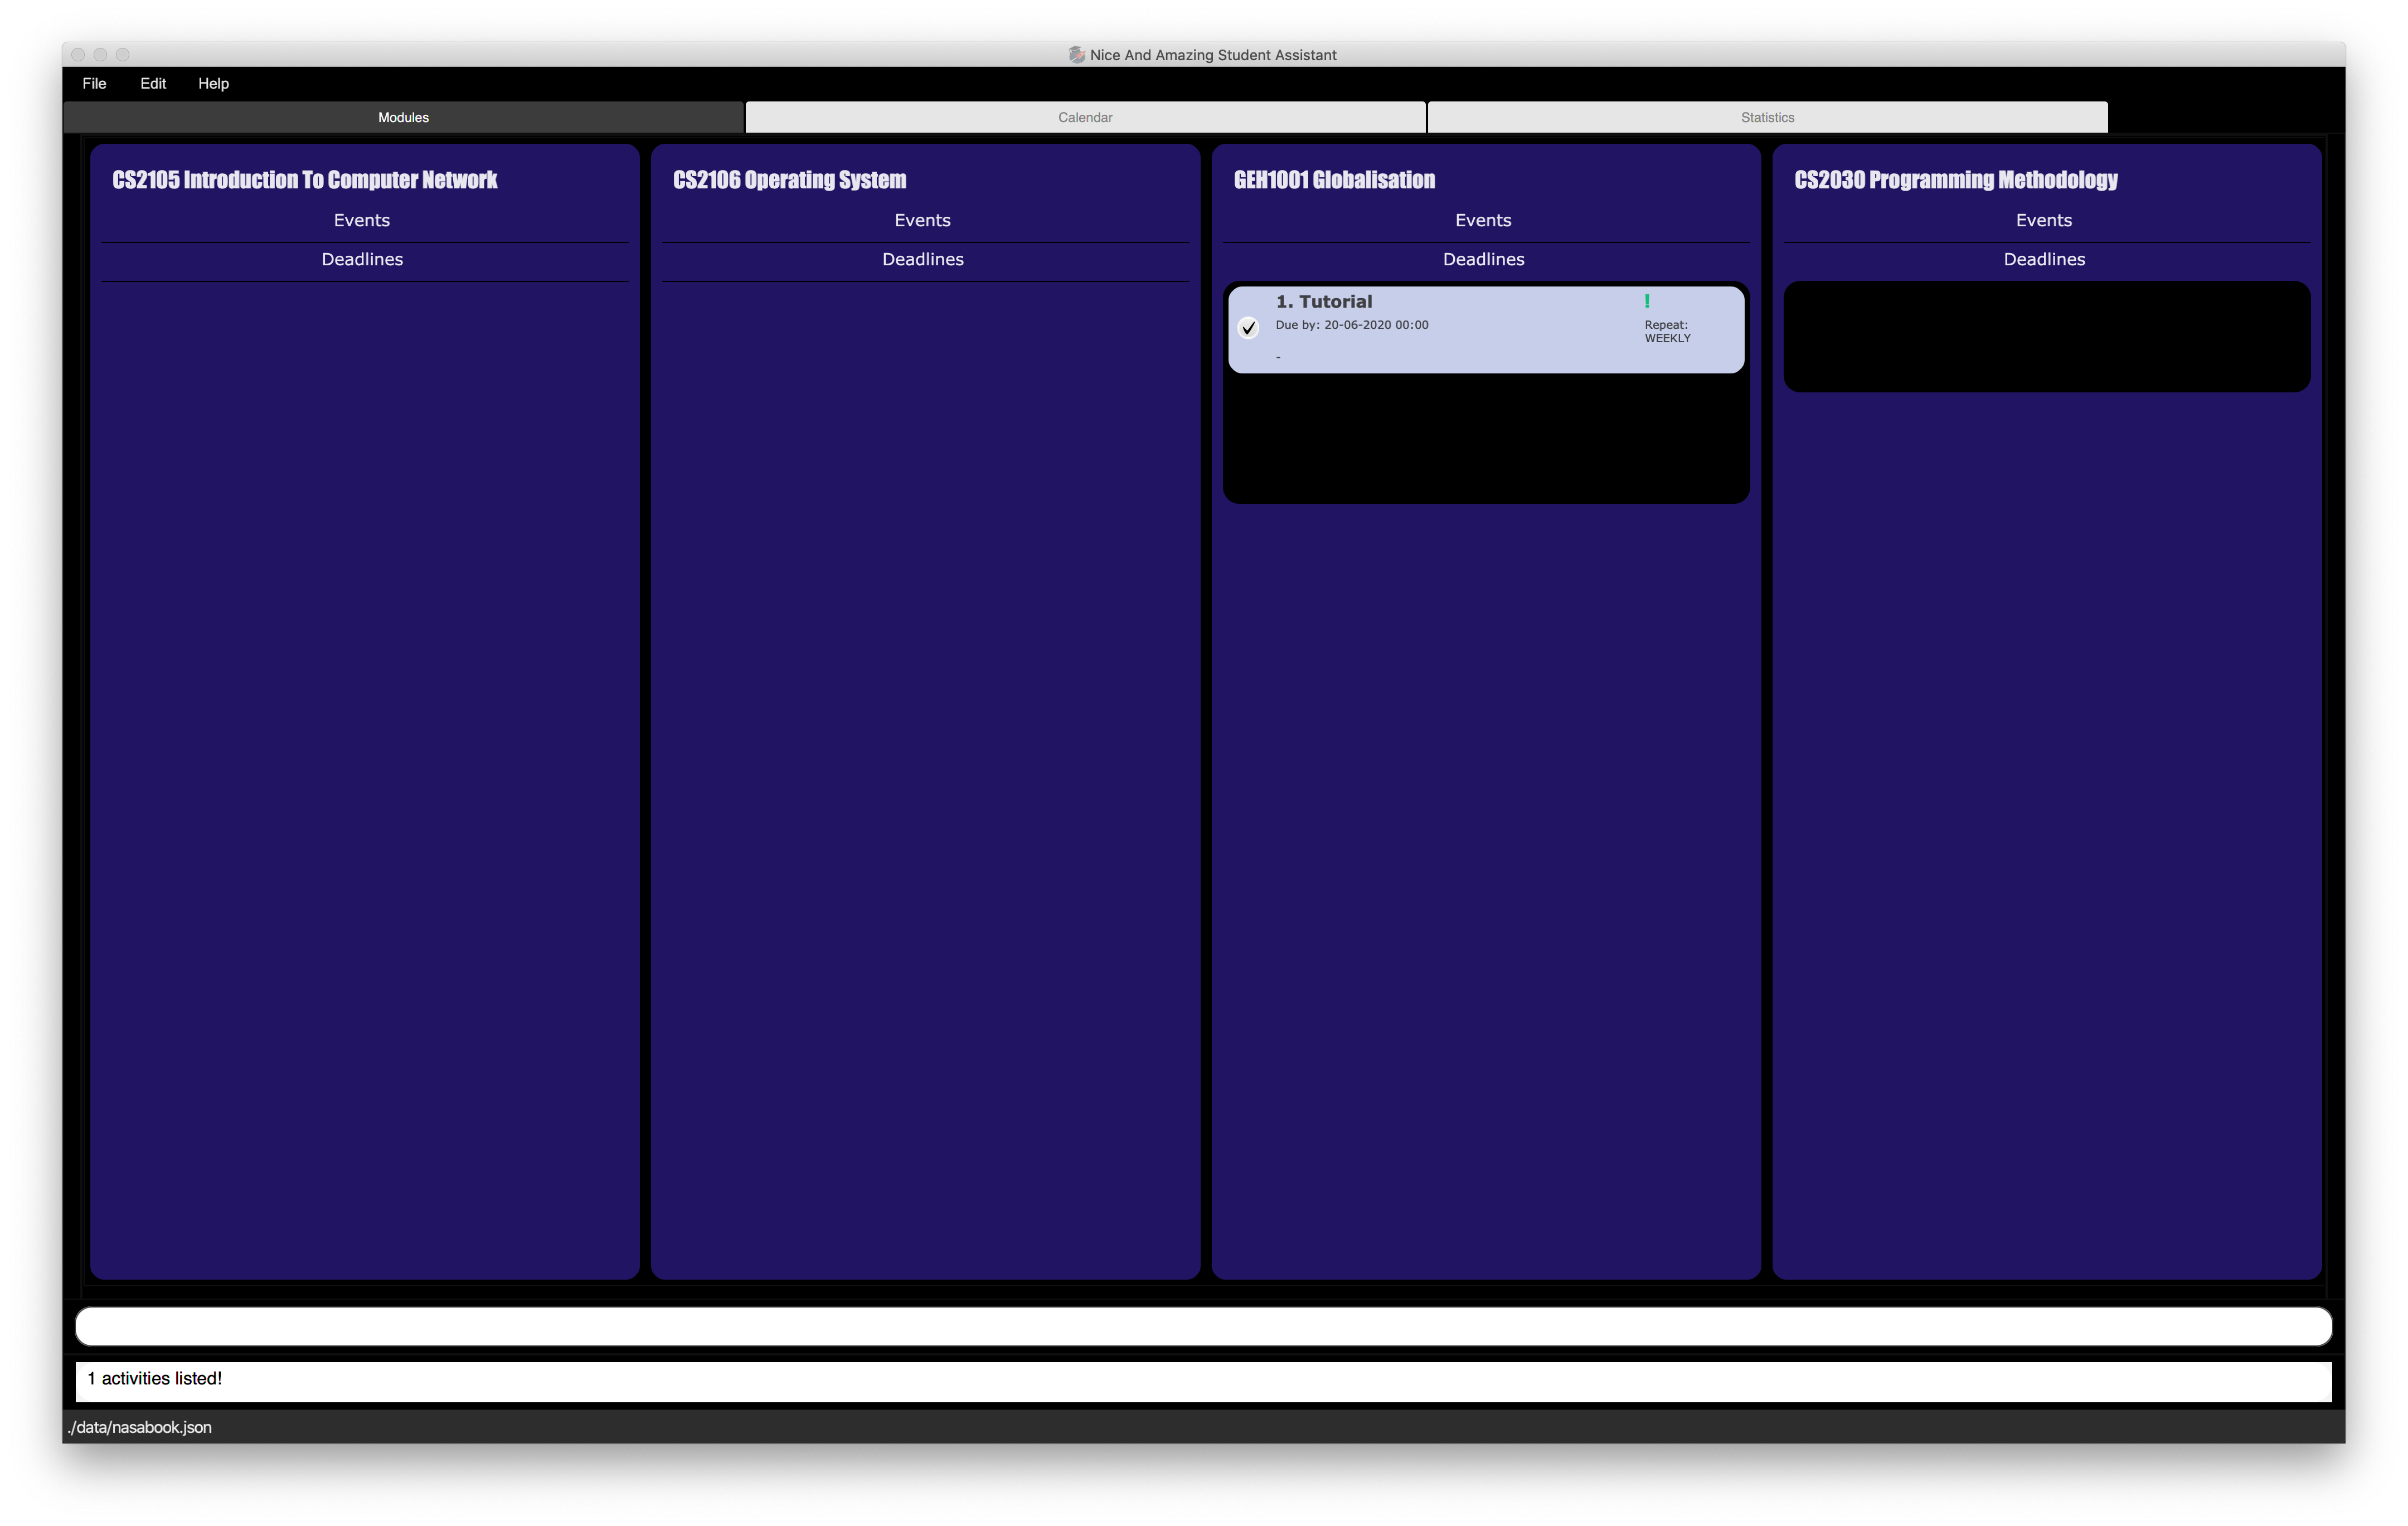 Nice And Amazing Student Assistant
File Edit Help
Modules Calendar Statistics
CS2105 Introduction To Computer Network
Events
Deadlines
CS2106 Operating System
Events
Deadlines
GEH1001 Globalisation
Events
Deadlines
1. Tutorial !
Due by: 20-06-2020 00:00
Repeat:
WEEKLY
-
CS2030 Programming Methodology
Events
Deadlines
1 activities listed!
./data/nasabook.json